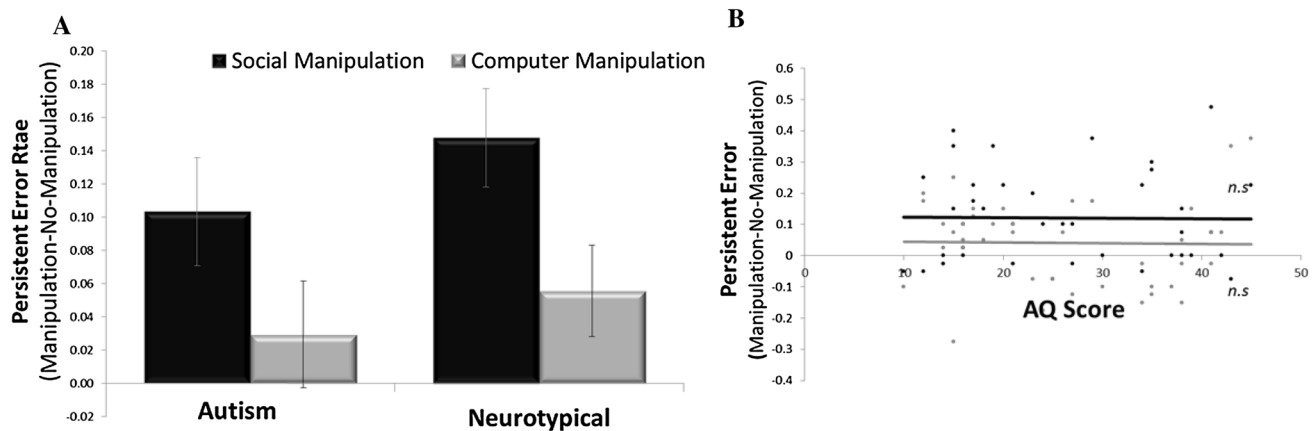 A
Persistent Error Rtae
(Manipulation-No-Manipulation)
0.20
0.18
0.16
0.14
0.12
0.10
0.08
0.06
0.04
0.02
0.00
-0.02
Social Manipulation Computer Manipulation
Autism Neurotypical
B
Persistent Error
(Manipulation-No-Manipulation)
0.6
0.5
0.4
0.3
0.2
0.1
0
-0.1
-0.2
-0.3
-0.4
0 10 20 30 40 50
n.s
n.s
AQ Score